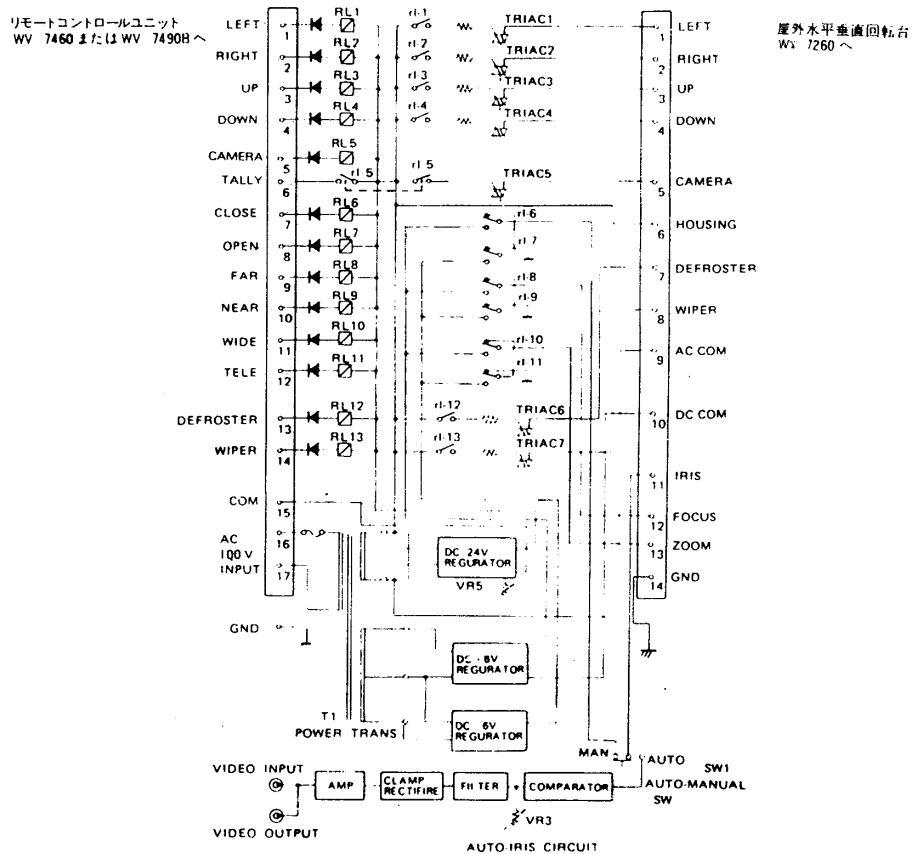 リモートコントロールユニット
WV 7460 または WV 7490B へ
屋外水平垂直回転台
7260 へ
LEFT 1 RL1 rl-1 TRIAC1 1 LEFT
RIGHT 2 RL2 rl-2 TRIAC2 2 RIGHT
UP 3 RL3 rl-3 TRIAC3 3 UP
DOWN 4 RL4 rl-4 TRIAC4 4 DOWN
CAMERA 5 RL5
TALLY 6 rl-5 rl-5 TRIAC5 5 CAMERA
CLOSE 7 RL6 rl-6 6 HOUSING
OPEN 8 RL7 rl-7 7 DEFROSTER
FAR 9 RL8 rl-8
NEAR 10 RL9 rl-9 8 WIPER
WIDE 11 RL10 rl-10 9 AC COM
TELE 12 RL11 rl-11
DEFROSTER 13 RL12 rl-12 TRIAC6 10 DC COM
WIPER 14 RL13 rl-13 TRIAC7
11 IRIS
COM 15
12 FOCUS
AC 100V INPUT 16 17
13 ZOOM
DC 24V
REGURATOR
VR5
14 GND
GND
DC -8V
REGURATOR
T1
POWER TRANS
DC 6V
REGURATOR
MAN AUTO SW1
AUTO-MANUAL
SW
VIDEO INPUT
AMP
CLAMP
RECTIFIRE
FILTER
COMPARATOR
VR3
VIDEO OUTPUT
AUTO-IRIS CIRCUIT